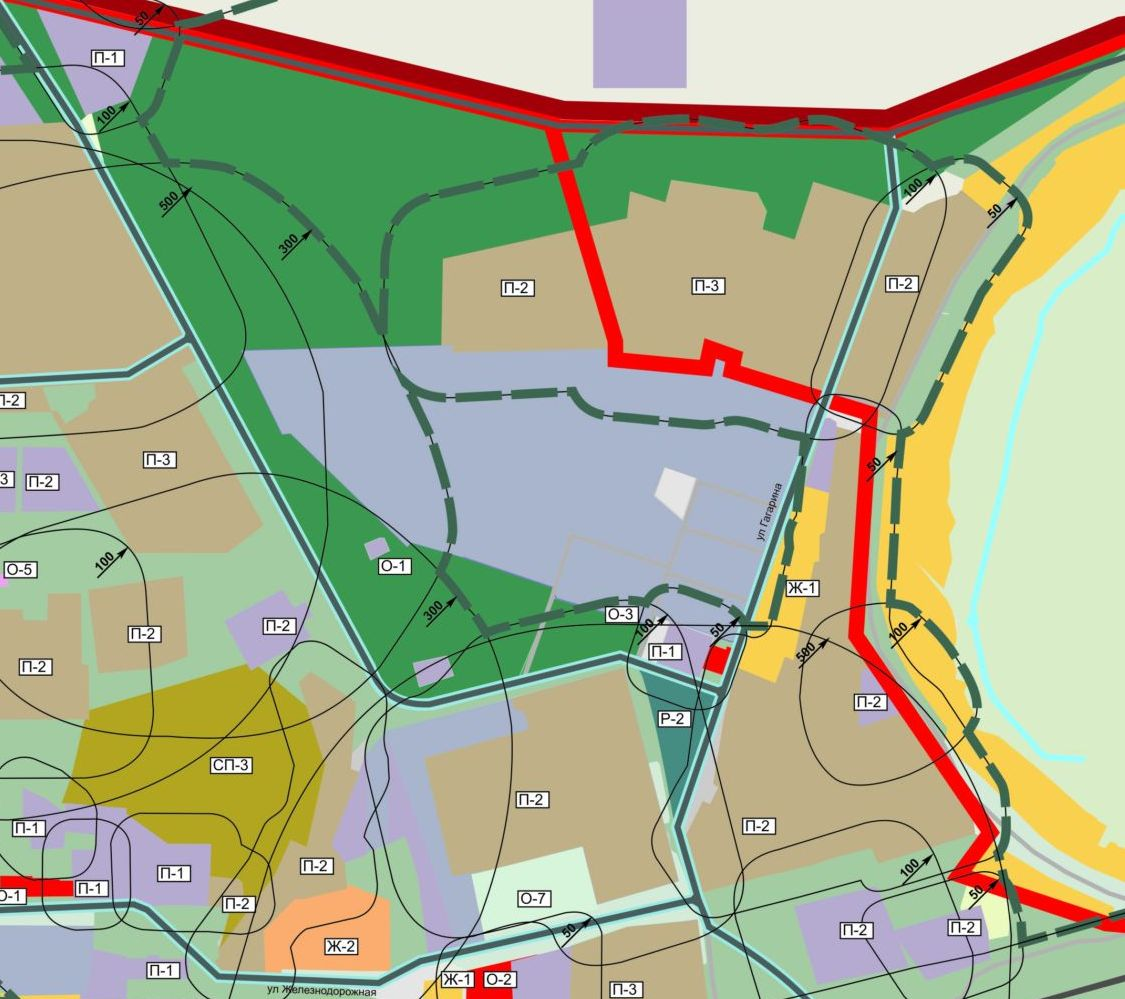 50
П-1
100
500
100
50
300
П-2
П-3
П-2
П-2
П-3
3
П-2
50
ул Гагарина
100
О-5
О-1
Ж-1
300
О-3
П-2
П-2
100
50
100
П-2
П-1
500
П-2
Р-2
СП-3
П-2
П-1
П-2
П-1
П-2
100
О-1
П-1
П-2
О-7
50
П-2
П-2
50
Ж-2
П-1
Ж-1
О-2
П-3
ул Железнодорожная